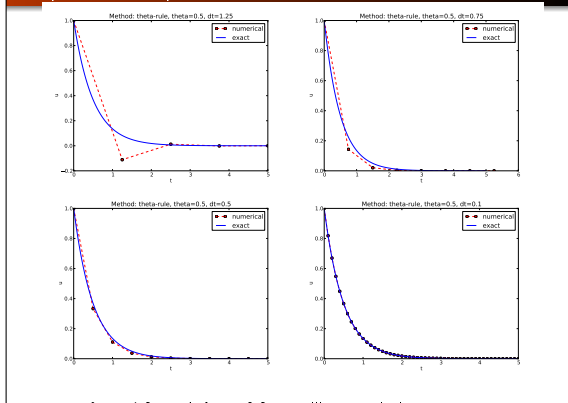 Method: theta-rule, theta=0.5, dt=1.25
numerical
exact
1.0
0.8
0.6
0.4
0.2
0.0
−0.2
u
0 1 2 3 4 5
t
Method: theta-rule, theta=0.5, dt=0.75
numerical
exact
1.0
0.8
0.6
0.4
0.2
0.0
u
0 1 2 3 4 5 6
t
Method: theta-rule, theta=0.5, dt=0.5
numerical
exact
1.0
0.8
0.6
0.4
0.2
0.0
u
0 1 2 3 4 5
t
Method: theta-rule, theta=0.5, dt=0.1
numerical
exact
1.0
0.8
0.6
0.4
0.2
0.0
u
0 1 2 3 4 5
t